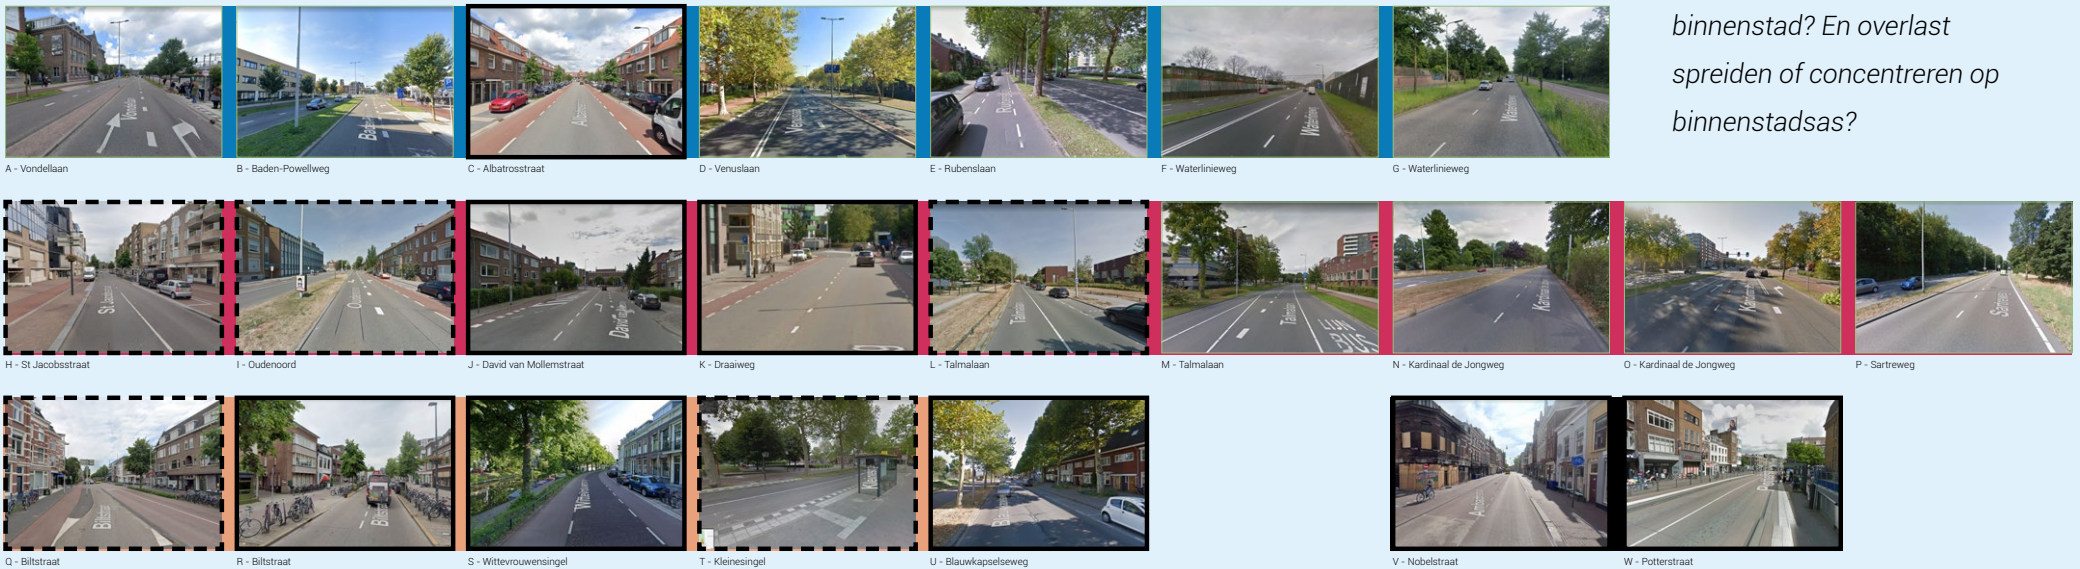 binnenstad? En overlast
spreiden of concentreren op
binnenstadsas?
A - Vondellaan
B - Baden-Powellweg
C - Albatrosstraat
D - Venuslaan
E - Rubenslaan
F - Waterlinieweg
G - Waterlinieweg
H - St Jacobsstraat
I - Oudenoord
J - David van Mollemstraat
K - Draaiweg
L - Talmalaan
M - Talmalaan
N - Kardinaal de Jongweg
O - Kardinaal de Jongweg
P - Sartreweg
Q - Biltstraat
R - Biltstraat
S - Wittevrouwensingel
T - Kleinesingel
U - Blauwkapelseweg
V - Nobelstraat
W - Potterstraat